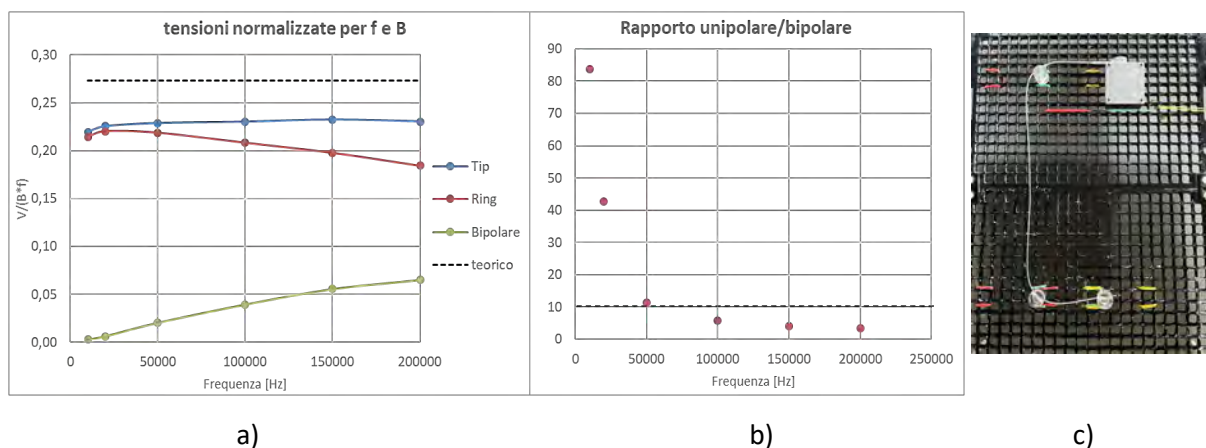 tensioni normalizzate per f e B
0,30
0,25
0,20
0,15
0,10
0,05
0,00
V/(B*f)
0
50000
100000
150000
200000
Frequenza [Hz]
Tip
Ring
Bipolare
teorico
Rapporto unipolare/bipolare
90
80
70
60
50
40
30
20
10
0
0
50000
100000
150000
200000
250000
Frequenza [Hz]
a)
b)
c)